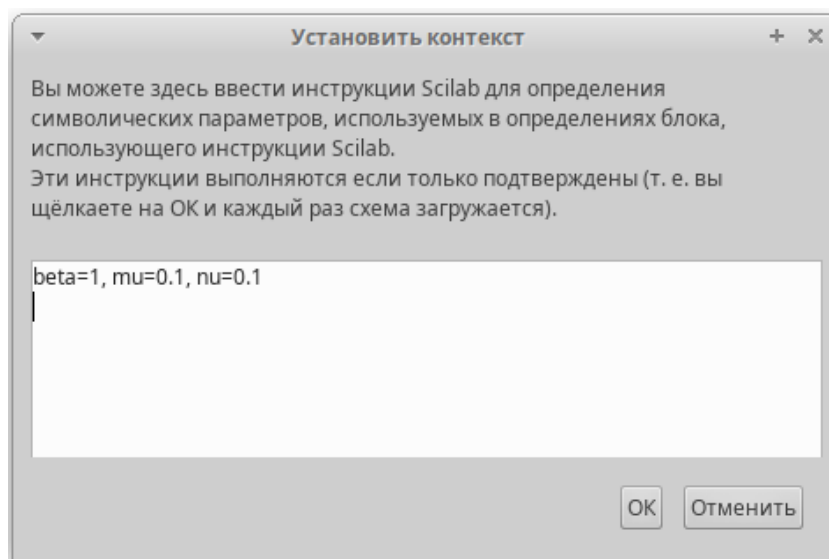 Установить контекст
Вы можете здесь ввести инструкции Scilab для определения
символических параметров, используемых в определениях блока,
использующего инструкции Scilab.
Эти инструкции выполняются если только подтверждены (т. е. вы
щёлкаете на ОК и каждый раз схема загружается).
beta=1, mu=0.1, nu=0.1
ОК Отменить